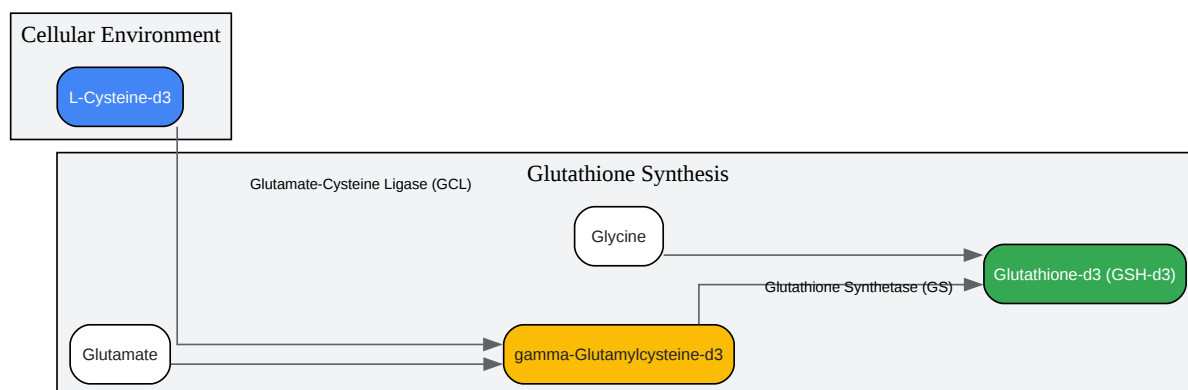 Cellular Environment
L-Cysteine-d3
Glutathione Synthesis
Glutamate-Cysteine Ligase (GCL)
Glycine
Glutathione-d3 (GSH-d3)
Glutathione Synthetase (GS)
Glutamate
gamma-Glutamylcysteine-d3